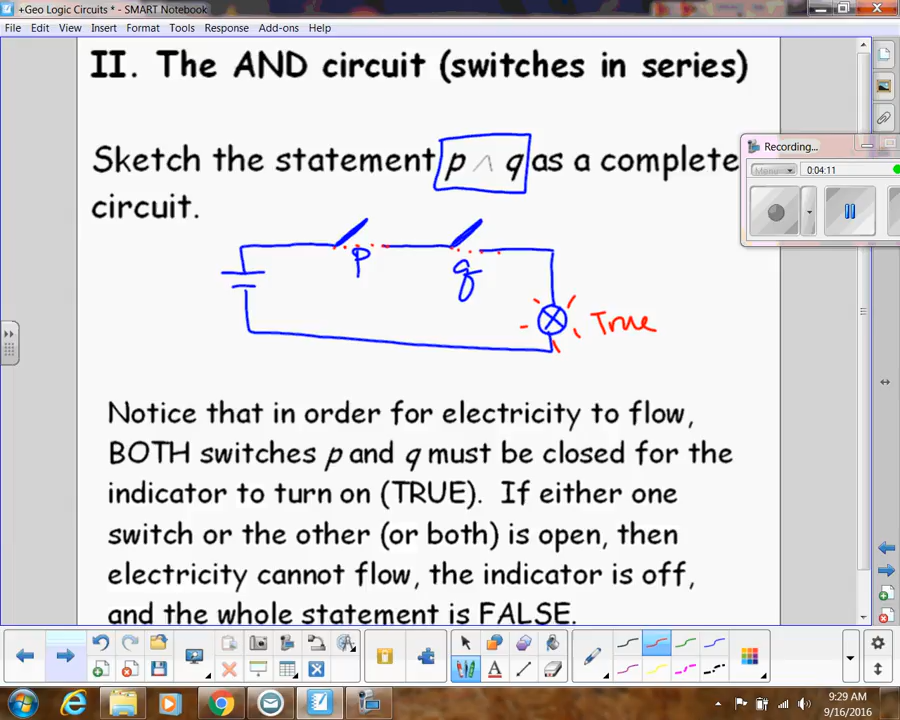 +Geo Logic Circuits * - SMART Notebook
File Edit View Insert Format Tools Response Add-ons Help
II. The AND circuit (switches in series)
Recording...
Menu
0:04:11
Sketch the statement p ∧ q as a complete
circuit.
p
q
True
Notice that in order for electricity to flow,
BOTH switches p and q must be closed for the
indicator to turn on (TRUE). If either one
switch or the other (or both) is open, then
electricity cannot flow, the indicator is off,
and the whole statement is FALSE.
9:29 AM
9/16/2016